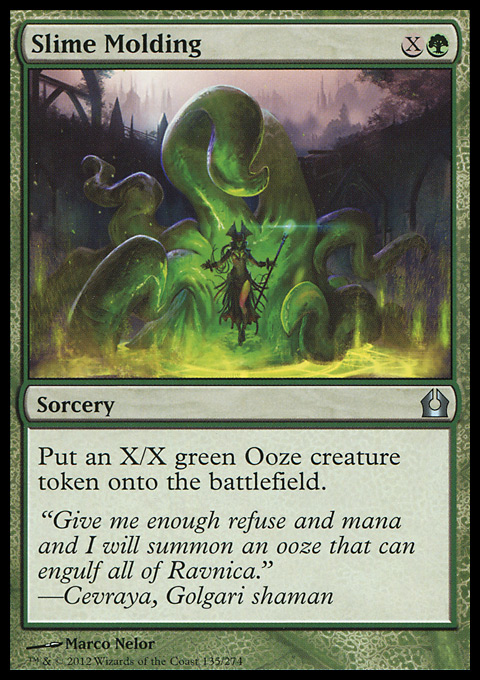 Slime Molding
X
Sorcery
Put an X/X green Ooze creature
token onto the battlefield.
“Give me enough refuse and mana
and I will summon an ooze that can
engulf all of Ravnica.”
—Cevraya, Golgari shaman
Marco Nelor
™ & © 2012 Wizards of the Coast 135/274